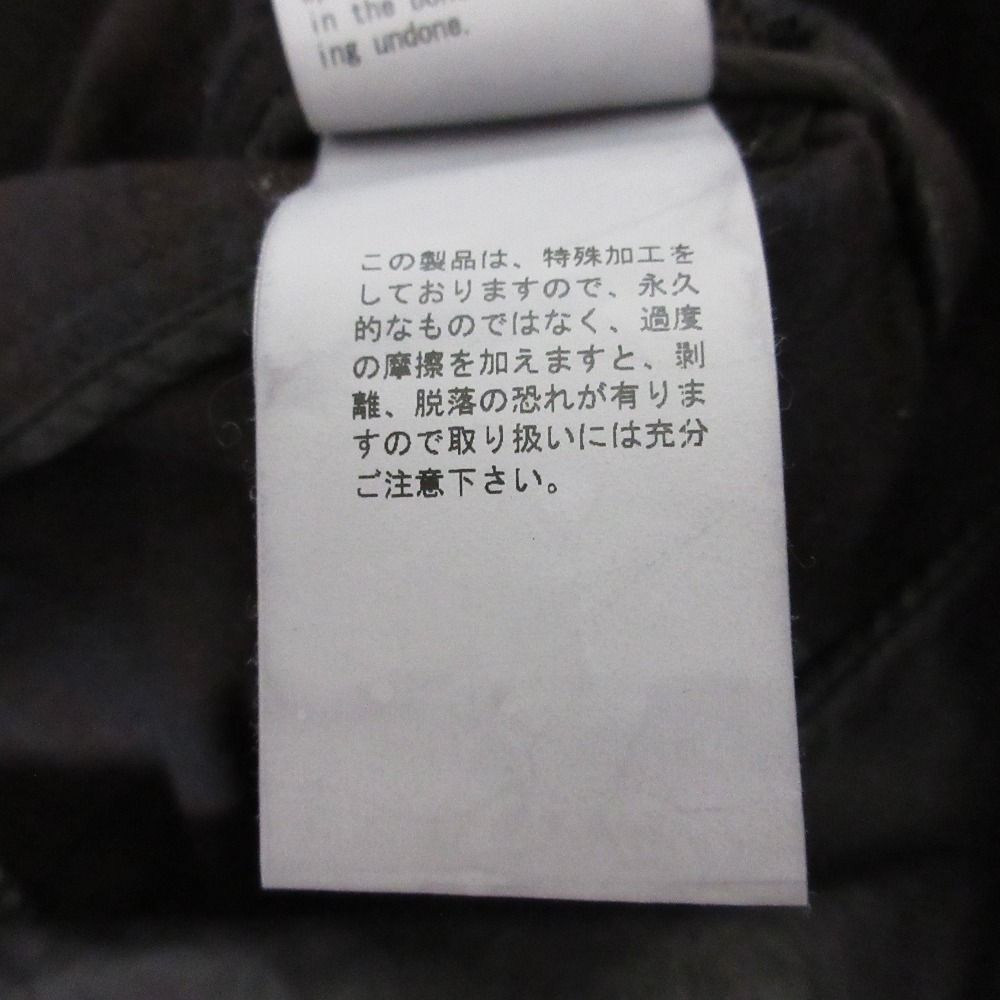 in the
ing undone.
この製品は、特殊加工を
しておりますので、永久
的なものではなく、過度
の摩擦を加えますと、剥
離、脱落の恐れが有りま
すので取り扱いには充分
ご注意下さい。